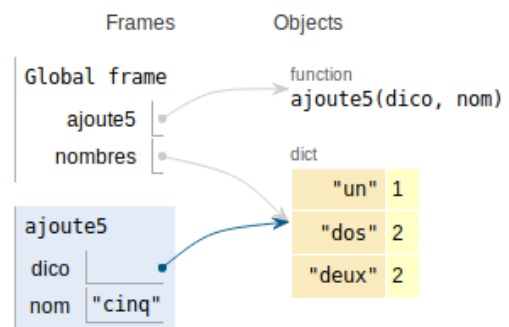 Frames Objects
Global frame
ajoute5
nombres
function
ajoute5(dico, nom)
dict
"un" 1
"dos" 2
"deux" 2
ajoute5
dico
nom "cinq"